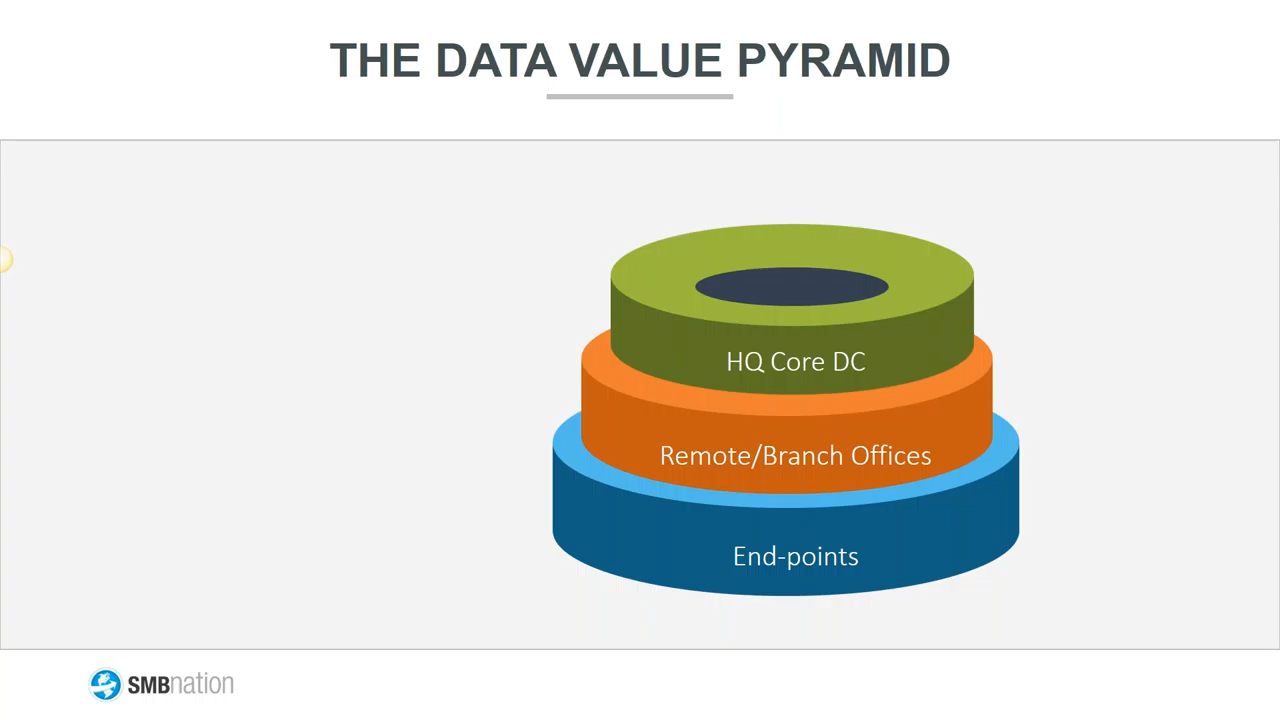 THE DATA VALUE PYRAMID
HQ Core DC
Remote/Branch Offices
End-points
SMBnation